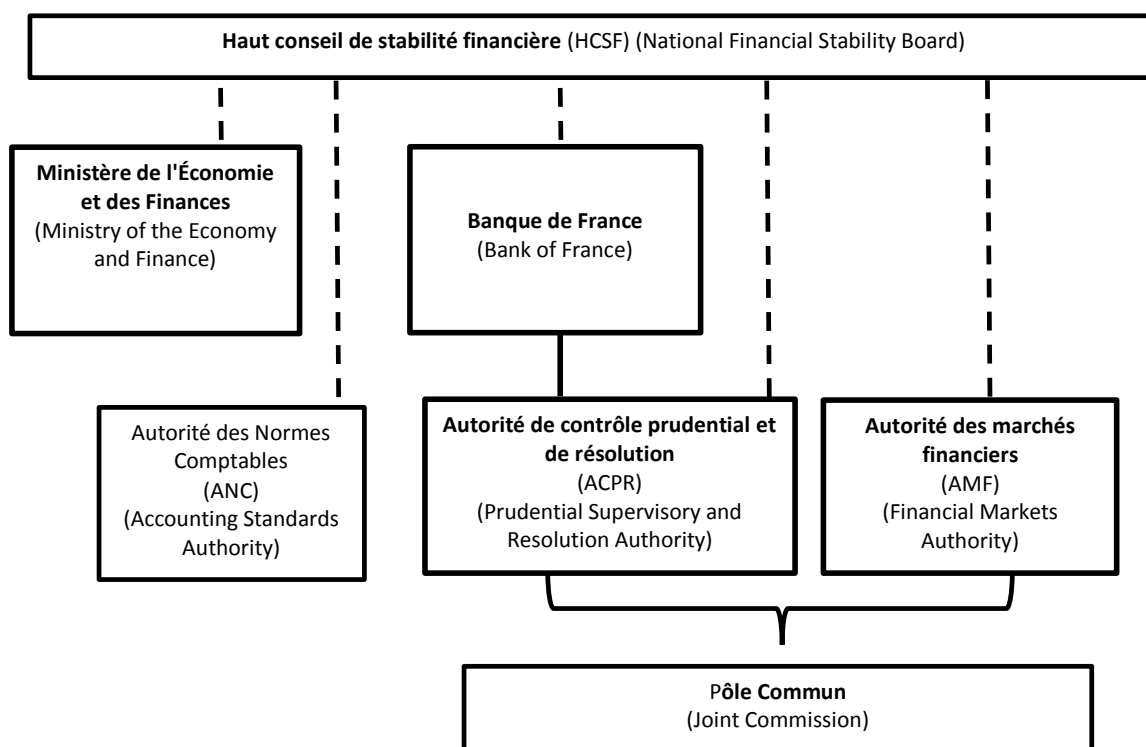 Haut conseil de stabilité financière (HCSF) (National Financial Stability Board)
Ministère de l'Économie
et des Finances
(Ministry of the Economy
and Finance)
Banque de France
(Bank of France)
Autorité des Normes
Comptables
(ANC)
(Accounting Standards
Authority)
Autorité de contrôle prudential et
de résolution
(ACPR)
(Prudential Supervisory and
Resolution Authority)
Autorité des marchés
financiers
(AMF)
(Financial Markets
Authority)
Pôle Commun
(Joint Commission)